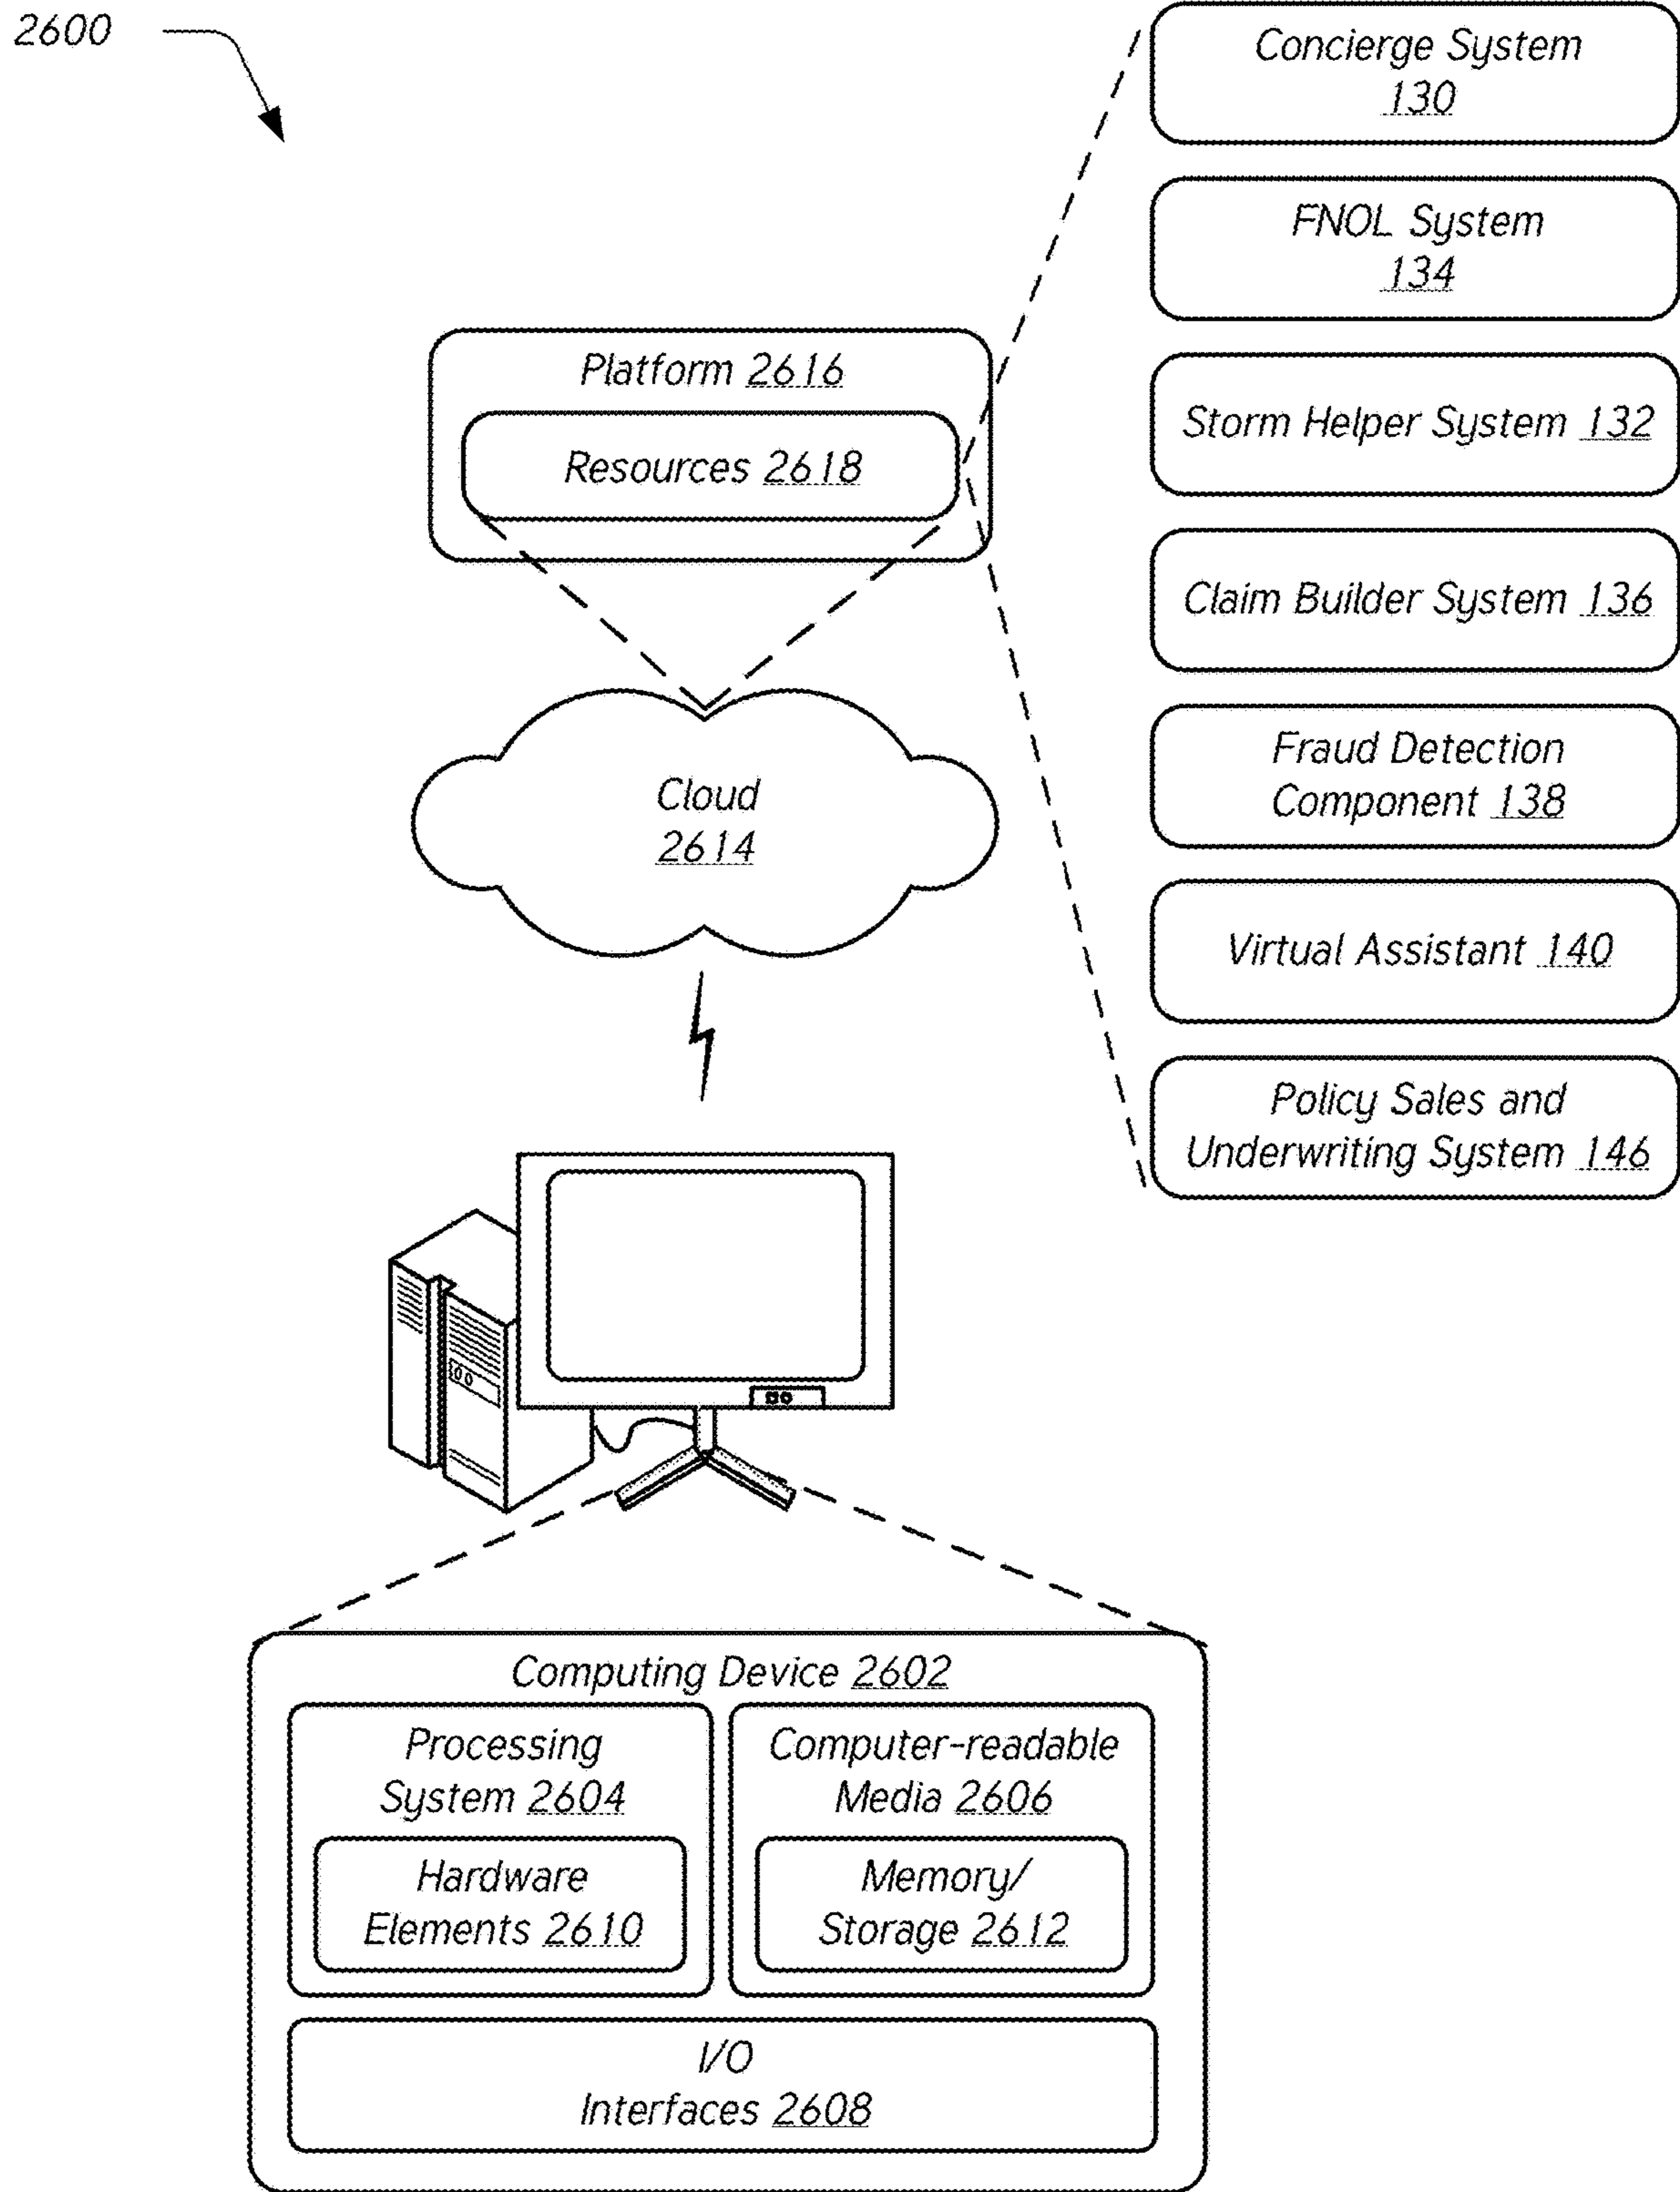 2600
Concierge System
130
FNOL System
134
Storm Helper System 132
Claim Builder System 136
Fraud Detection
Component 138
Virtual Assistant 140
Policy Sales and
Underwriting System 146
Platform 2616
Resources 2618
Cloud
2614
Computing Device 2602
Processing
System 2604
Hardware
Elements 2610
Computer-readable
Media 2606
Memory/
Storage 2612
I/O
Interfaces 2608